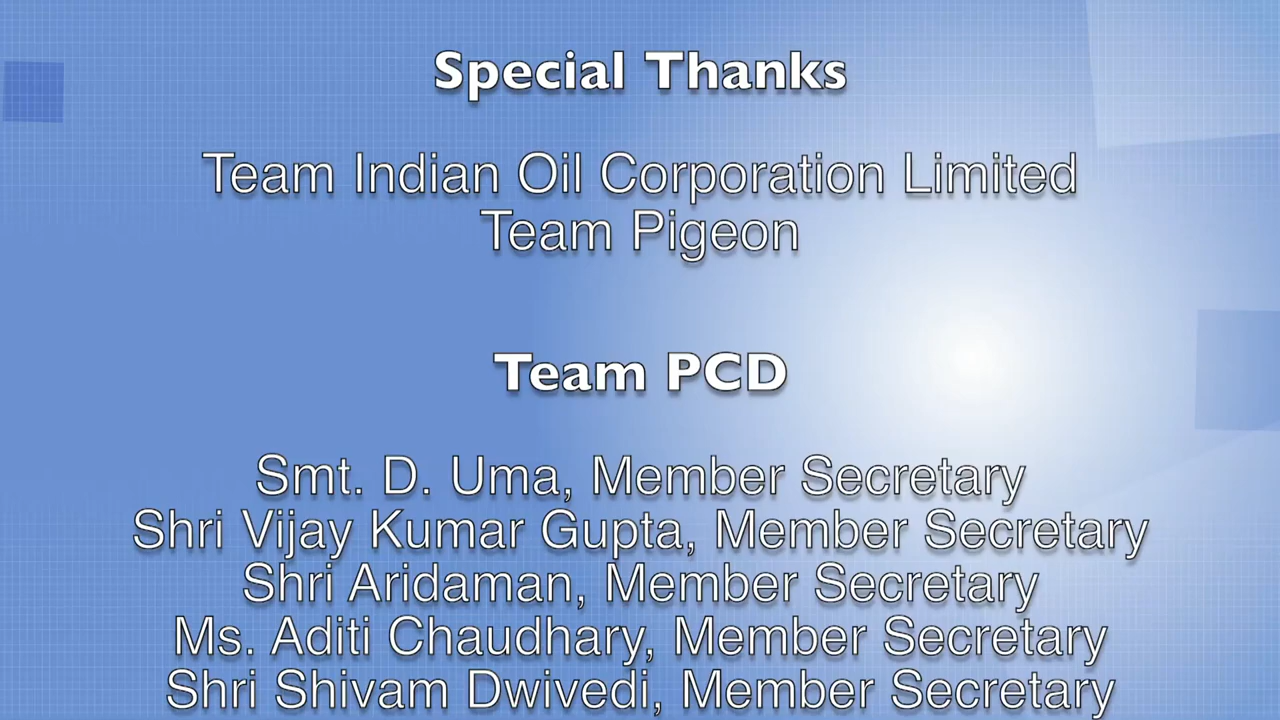 Special Thanks
Team Indian Oil Corporation Limited
Team Pigeon
Team PCD
Smt. D. Uma, Member Secretary
Shri Vijay Kumar Gupta, Member Secretary
Shri Aridaman, Member Secretary
Ms. Aditi Chaudhary, Member Secretary
Shri Shivam Dwivedi, Member Secretary